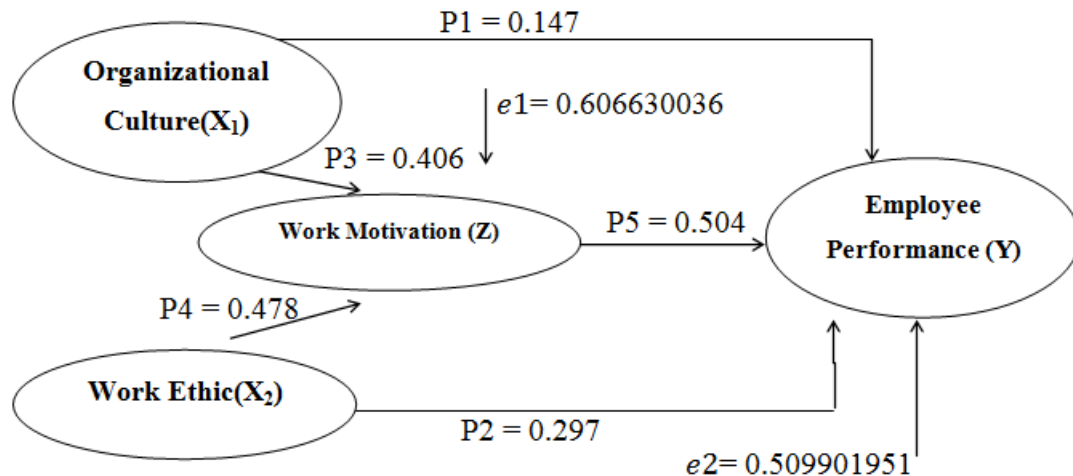 P1 = 0.147
Organizational
Culture(X₁)
e1= 0.606630036
P3 = 0.406
Employee
Performance (Y)
Work Motivation (Z)
P5 = 0.504
P4 = 0.478
Work Ethic(X₂)
P2 = 0.297
e2= 0.509901951